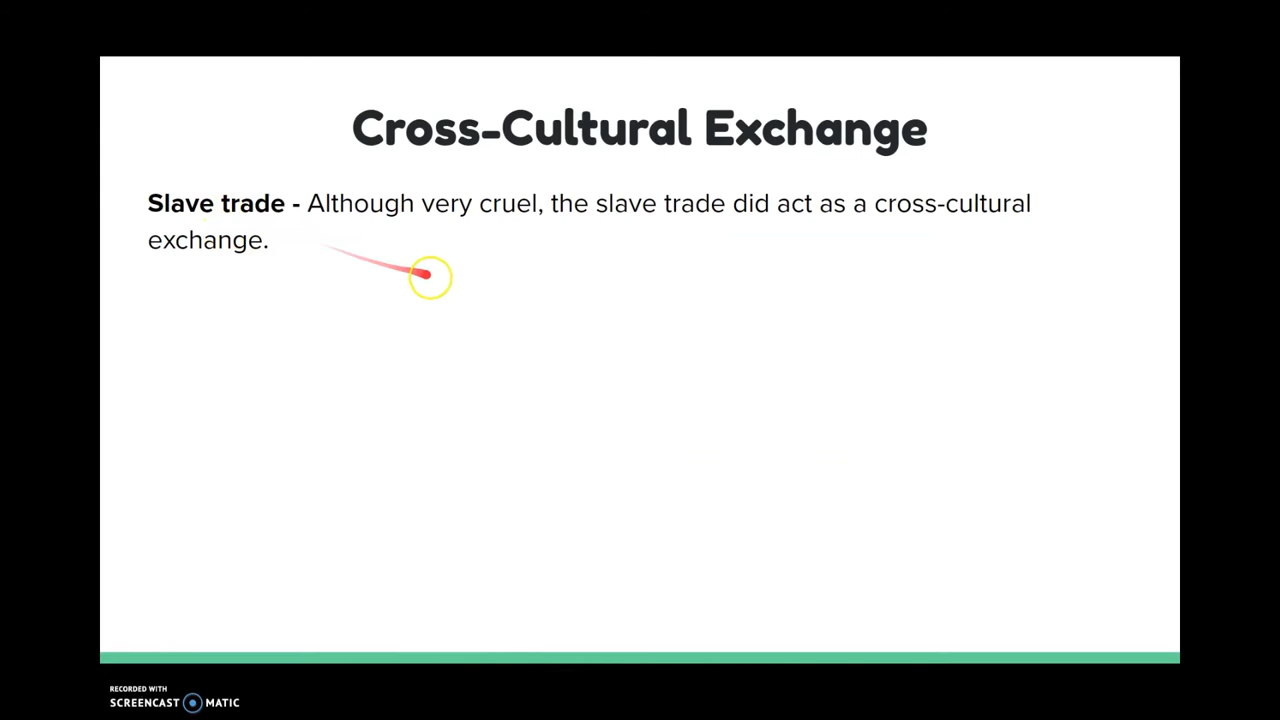 Cross-Cultural Exchange
Slave trade - Although very cruel, the slave trade did act as a cross-cultural
exchange.
RECORDED WITH
SCREENCAST MATIC